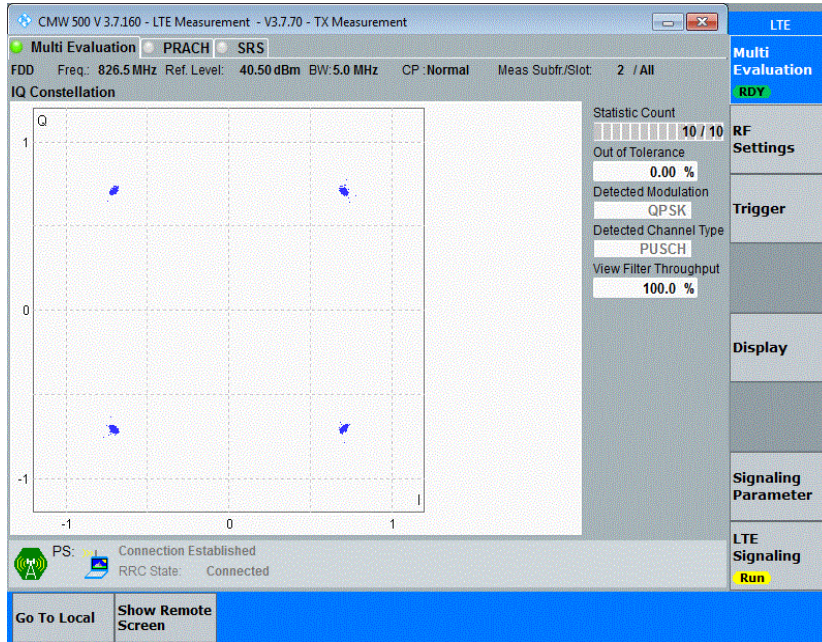 CMW 500 V 3.7.160 - LTE Measurement - V3.7.70 - TX Measurement
LTE
Multi Evaluation PRACH SRS
Multi
Evaluation
RDY
FDD Freq.: 826.5 MHz Ref. Level: 40.50 dBm BW: 5.0 MHz CP : Normal Meas Subfr./Slot: 2 / All
IQ Constellation
Q
1
0
-1
-1 0 1
I
Statistic Count
10 / 10
Out of Tolerance
0.00 %
Detected Modulation
QPSK
Detected Channel Type
PUSCH
View Filter Throughput
100.0 %
RF
Settings
Trigger
Display
Signaling
Parameter
LTE
Signaling
Run
PS: Connection Established
RRC State: Connected
Go To Local
Show Remote
Screen